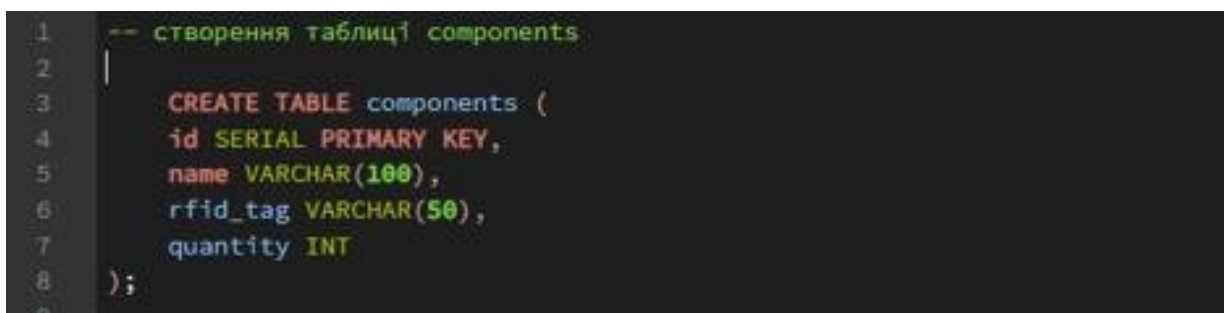 1 -- створення таблиці components
2
3 CREATE TABLE components (
4 id SERIAL PRIMARY KEY,
5 name VARCHAR(100),
6 rfid_tag VARCHAR(50),
7 quantity INT
8 );